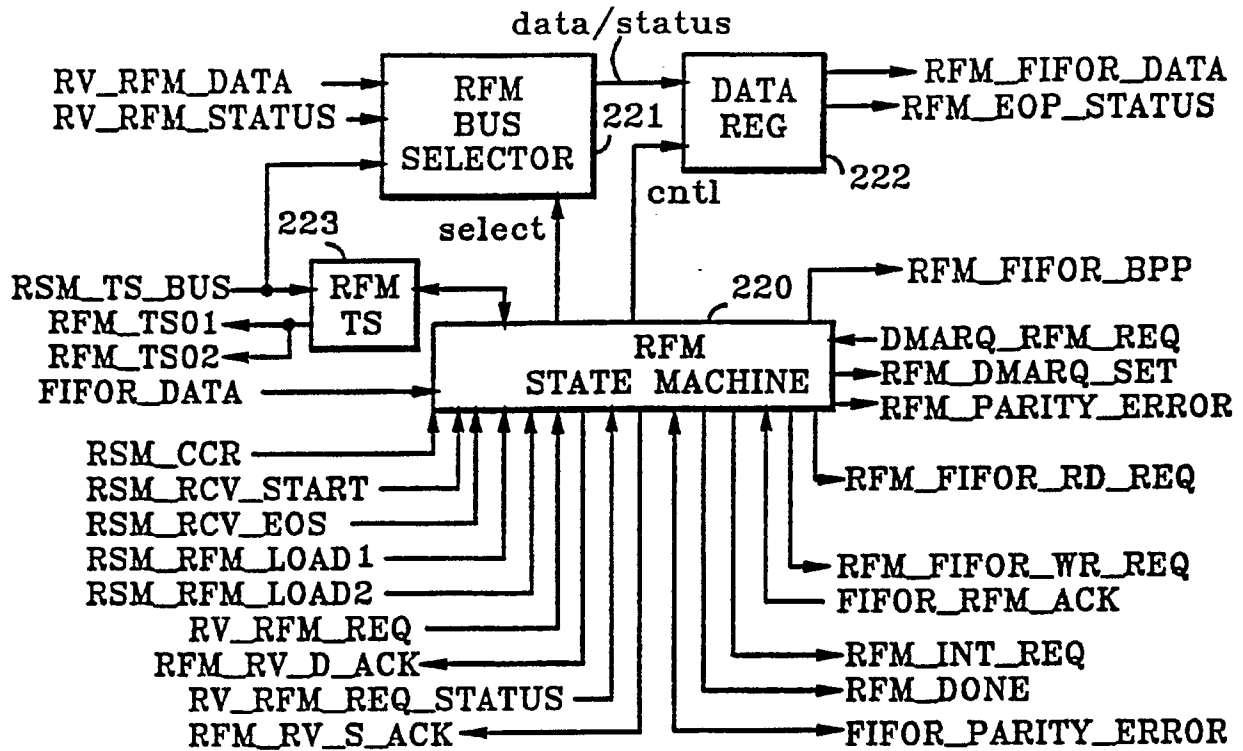 data/status
RV_RFM_DATA
RV_RFM_STATUS
RFM
BUS
SELECTOR
221
DATA
REG
222
RFM_FIFOR_DATA
RFM_EOP_STATUS
cntl
select
223
RSM_TS_BUS
RFM
TS
RFM_TS01
RFM_TS02
FIFOR_DATA
220
RFM
STATE MACHINE
RFM_FIFOR_BPP
DMARQ_RFM_REQ
RFM_DMARQ_SET
RFM_PARITY_ERROR
RSM_CCR
RSM_RCV_START
RSM_RCV_EOS
RSM_RFM_LOAD1
RSM_RFM_LOAD2
RV_RFM_REQ
RFM_RV_D_ACK
RV_RFM_REQ_STATUS
RFM_RV_S_ACK
RFM_FIFOR_RD_REQ
RFM_FIFOR_WR_REQ
FIFOR_RFM_ACK
RFM_INT_REQ
RFM_DONE
FIFOR_PARITY_ERROR